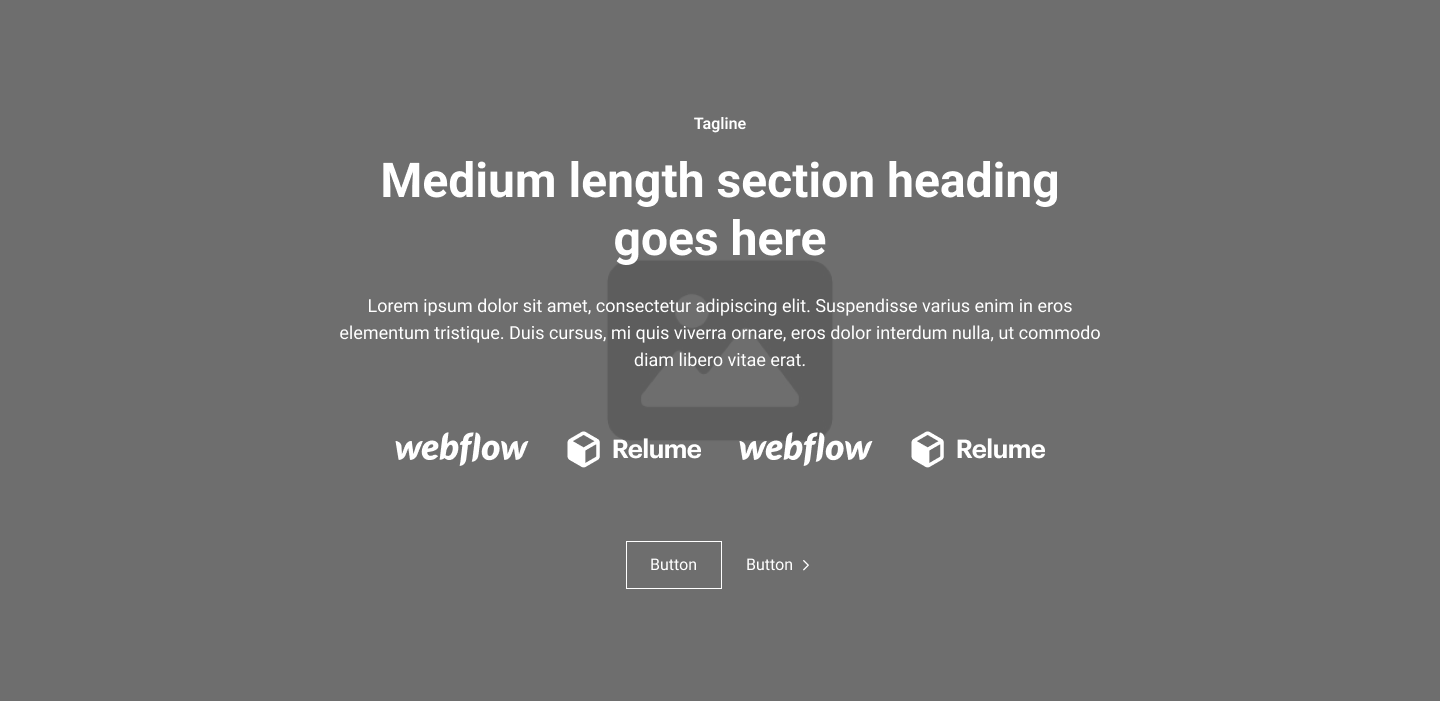 Tagline
Medium length section heading
goes here
Lorem ipsum dolor sit amet, consectetur adipiscing elit. Suspendisse varius enim in eros
elementum tristique. Duis cursus, mi quis viverra ornare, eros dolor interdum nulla, ut commodo
diam libero vitae erat.
webflow Relume webflow Relume
Button Button